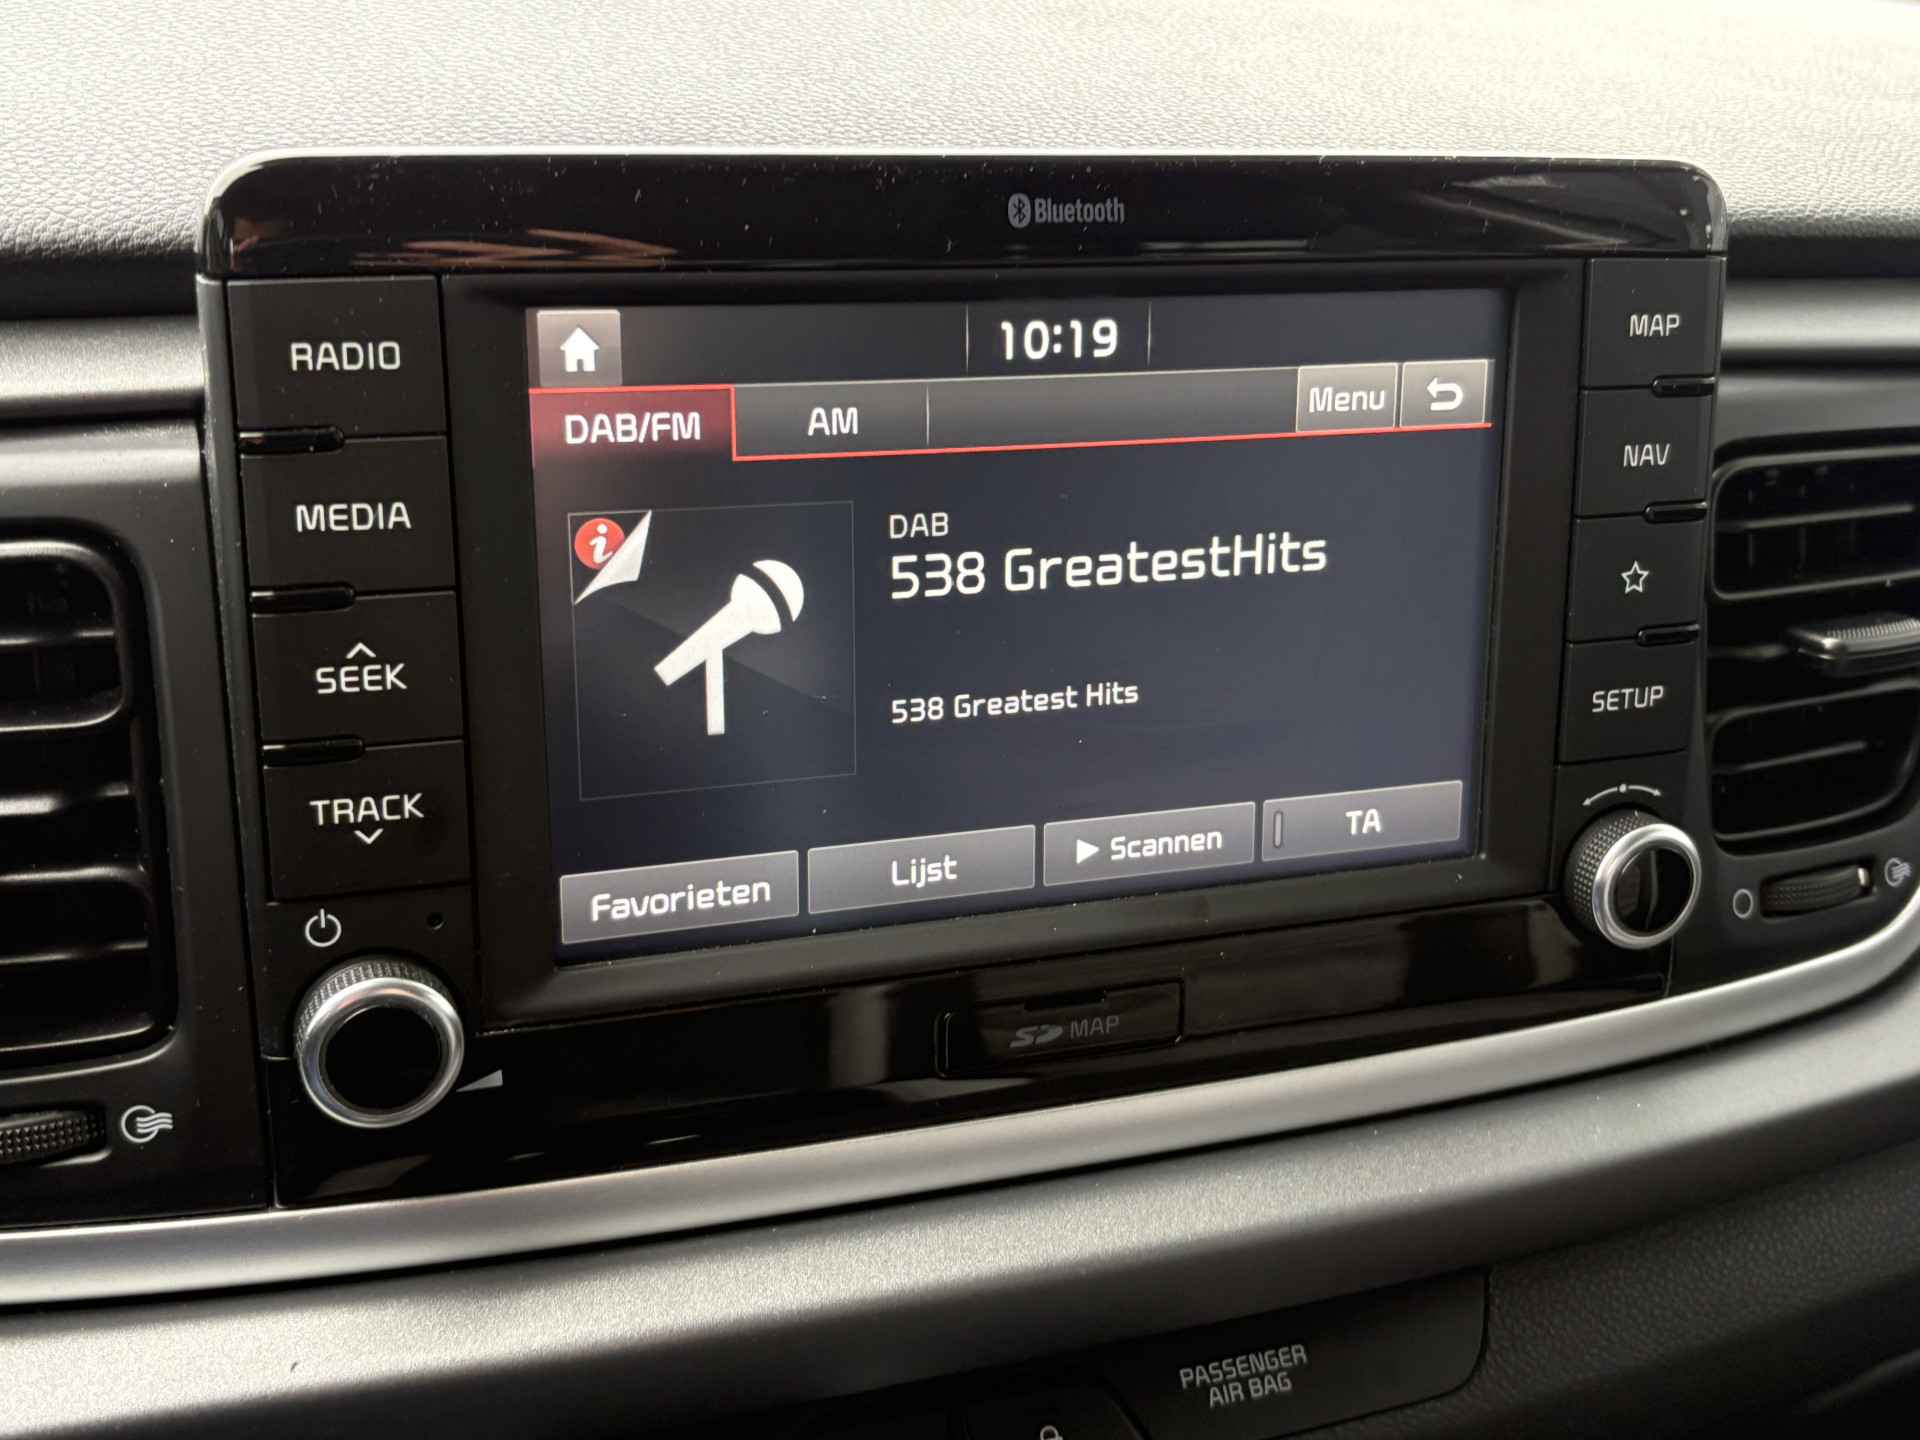 Bluetooth
RADIO
MEDIA
SEEK
TRACK
10:19
DAB/FM
AM
Menu
DAB
538 GreatestHits
538 Greatest Hits
Favorieten
Lijst
Scannen
TA
MAP
NAV
SETUP
SD MAP
PASSENGER
AIR BAG